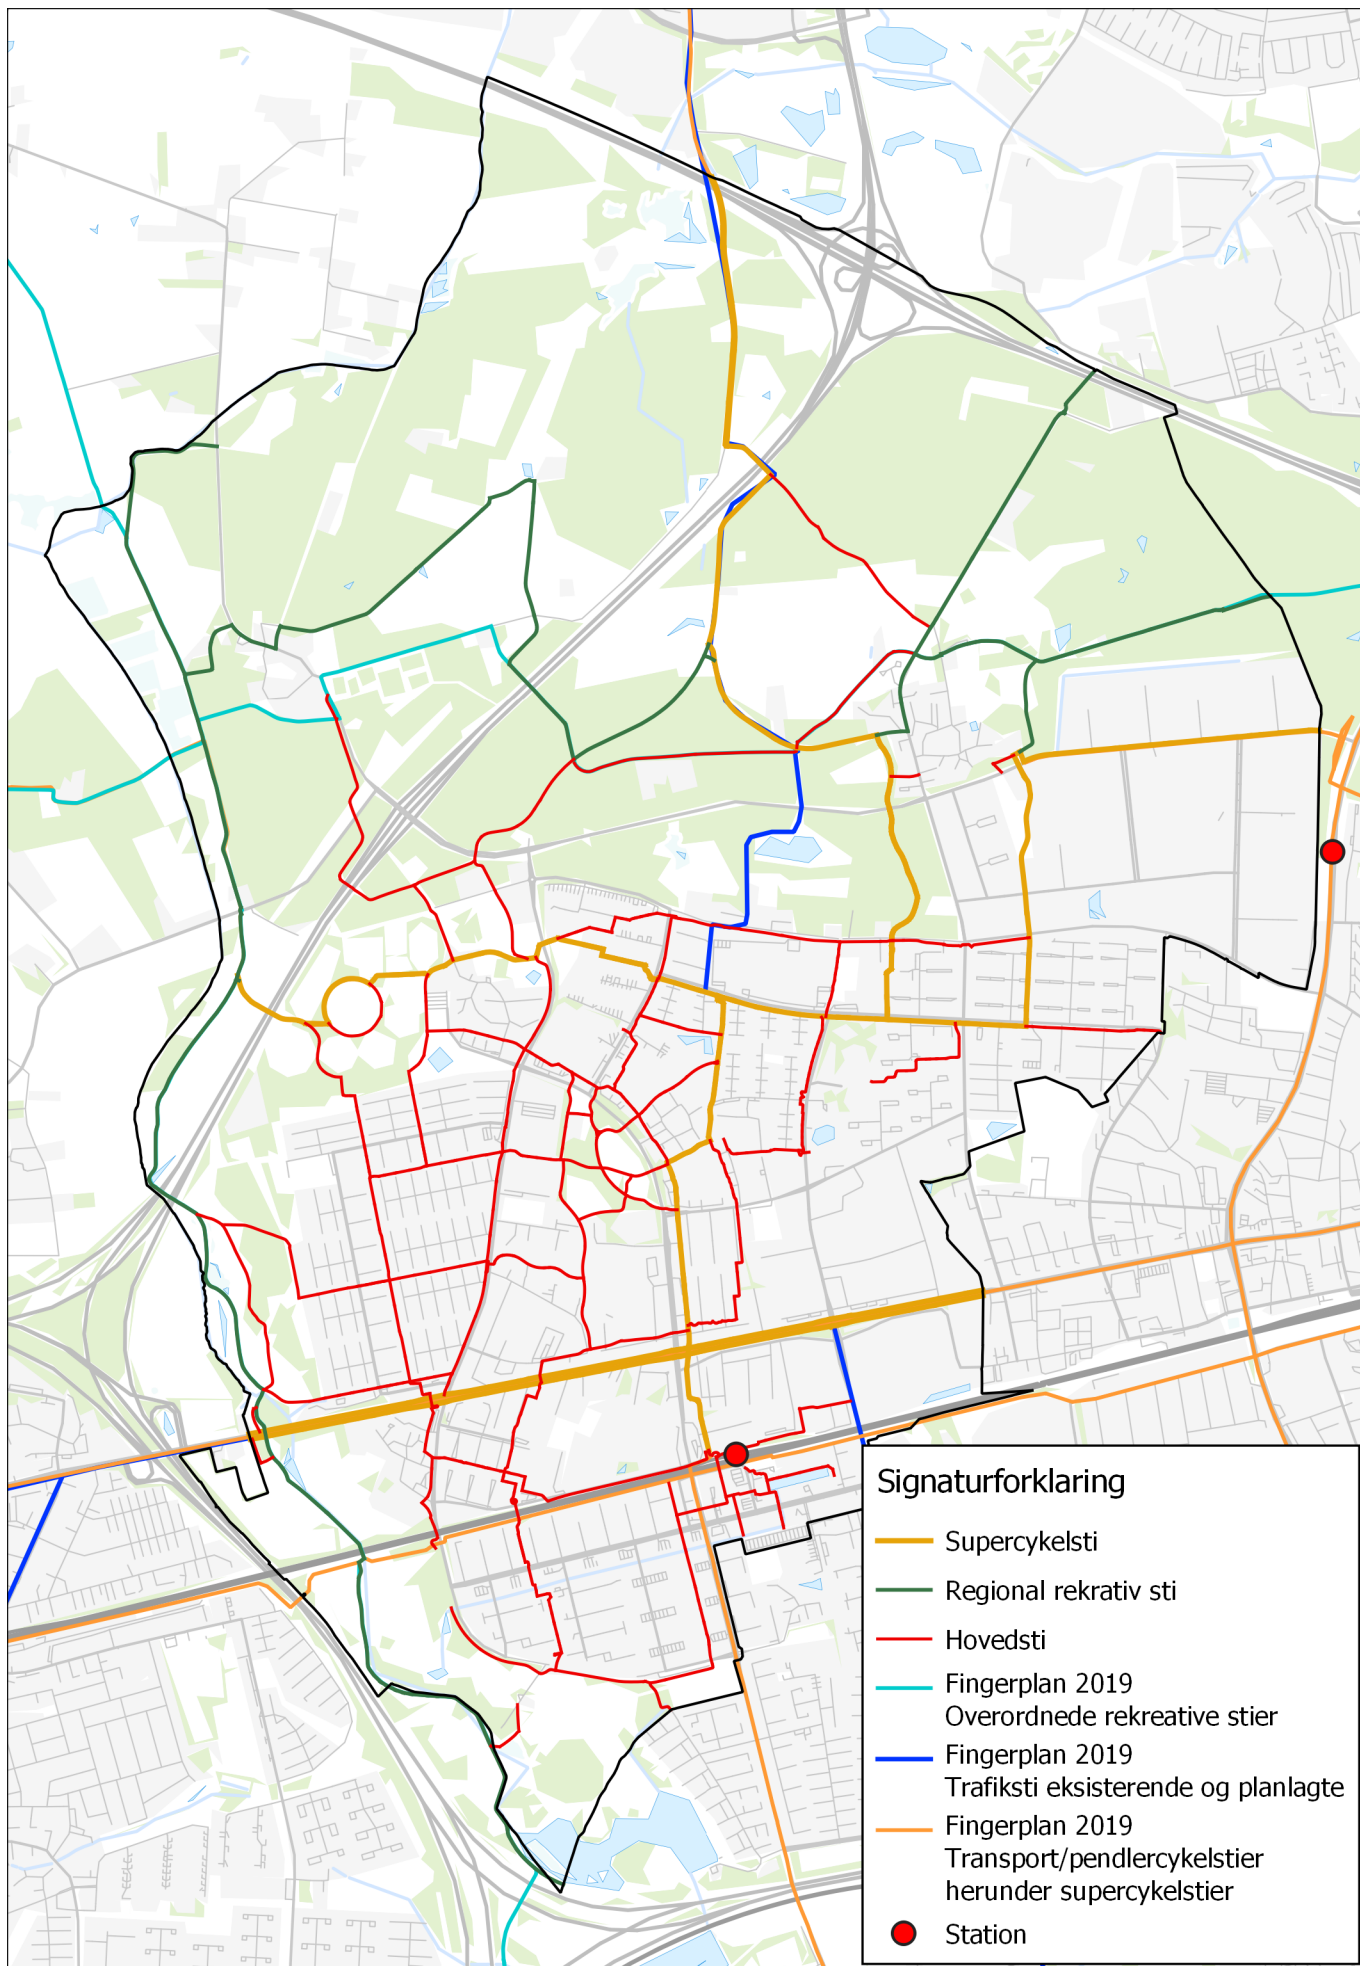 Signaturforklaring
Supercykelsti
Regional rekrativ sti
Hovedsti
Fingerplan 2019
Overordnede rekreative stier
Fingerplan 2019
Trafiksti eksisterende og planlagte
Fingerplan 2019
Transport/pendlercykelstier
herunder supercykelstier
Station